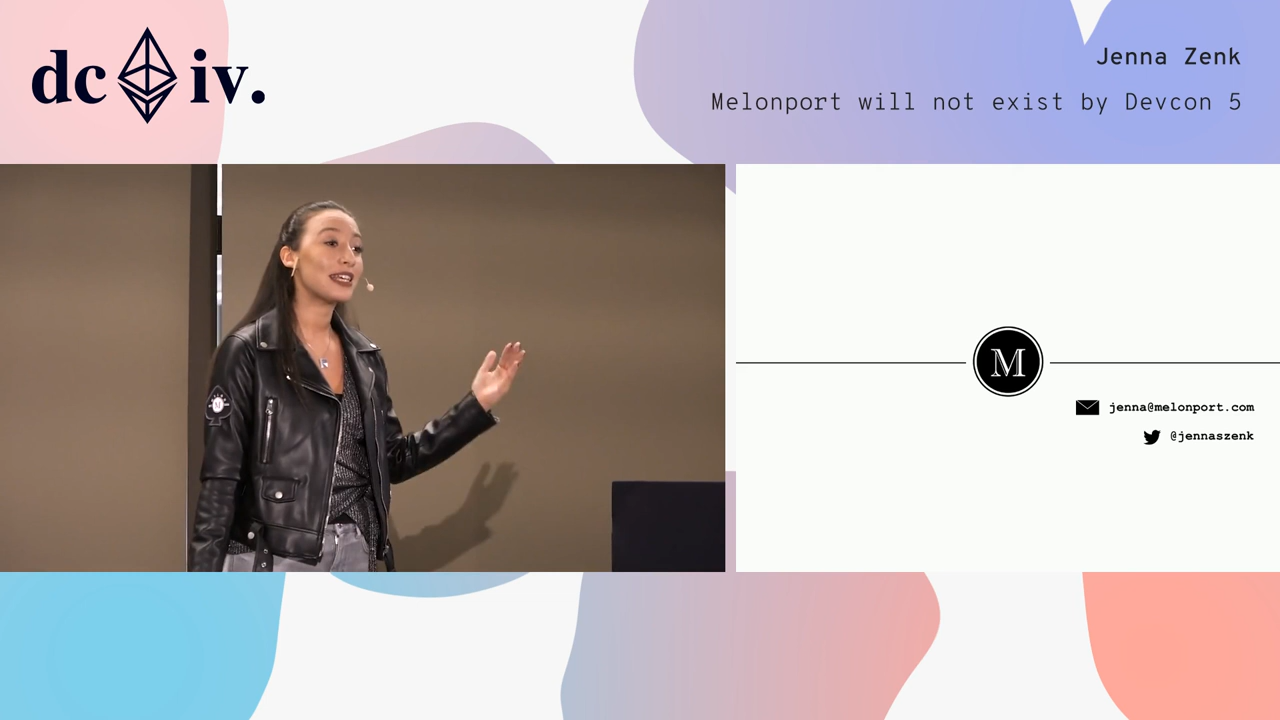 dc iv.
Jenna Zenk
Melonport will not exist by Devcon 5
M
jenna@melonport.com
@jennaszenk